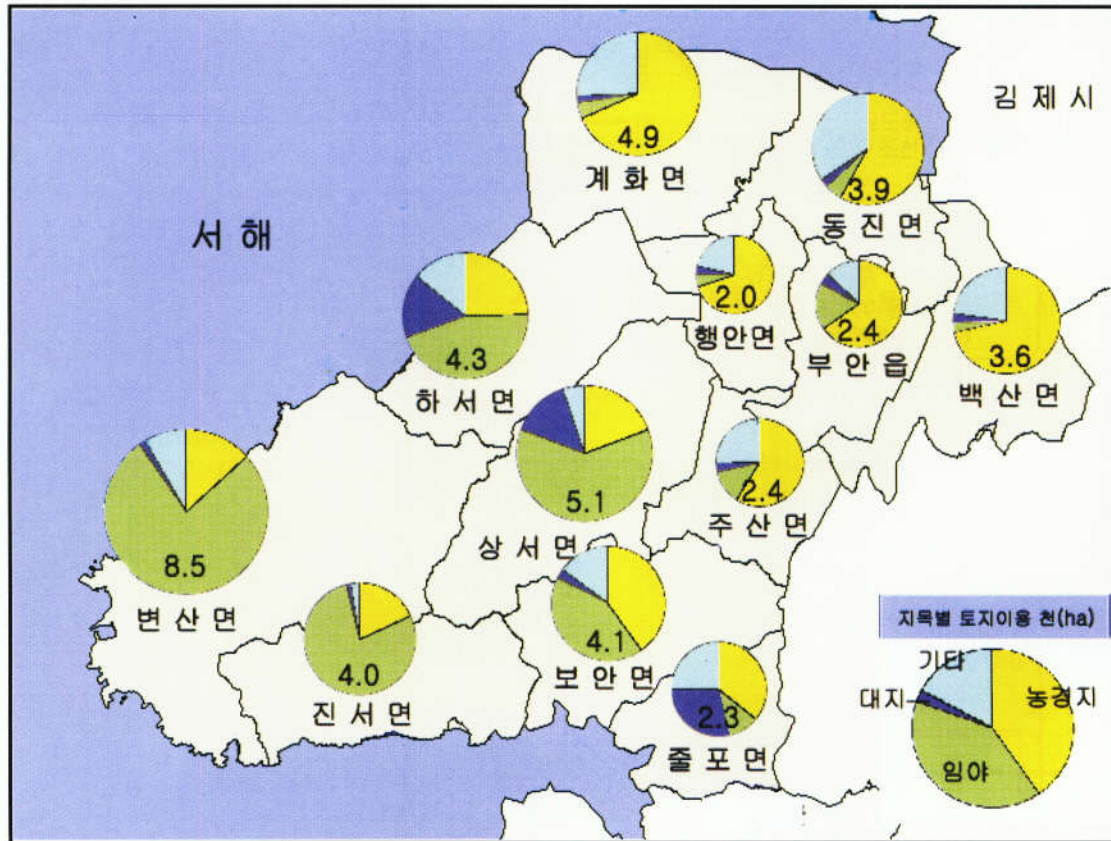 김 제 시
4.9
계 화 면
3.9
동 진 면
서 해
2.0
행안면
2.4
부 안 읍
3.6
백 산 면
4.3
하 서 면
5.1
상 서 면
2.4
주 산 면
8.5
변 산 면
4.0
진 서 면
4.1
보 안 면
2.3
줄 포 면
지목별 토지이용 천(ha)
기타
대지
농경지
임야